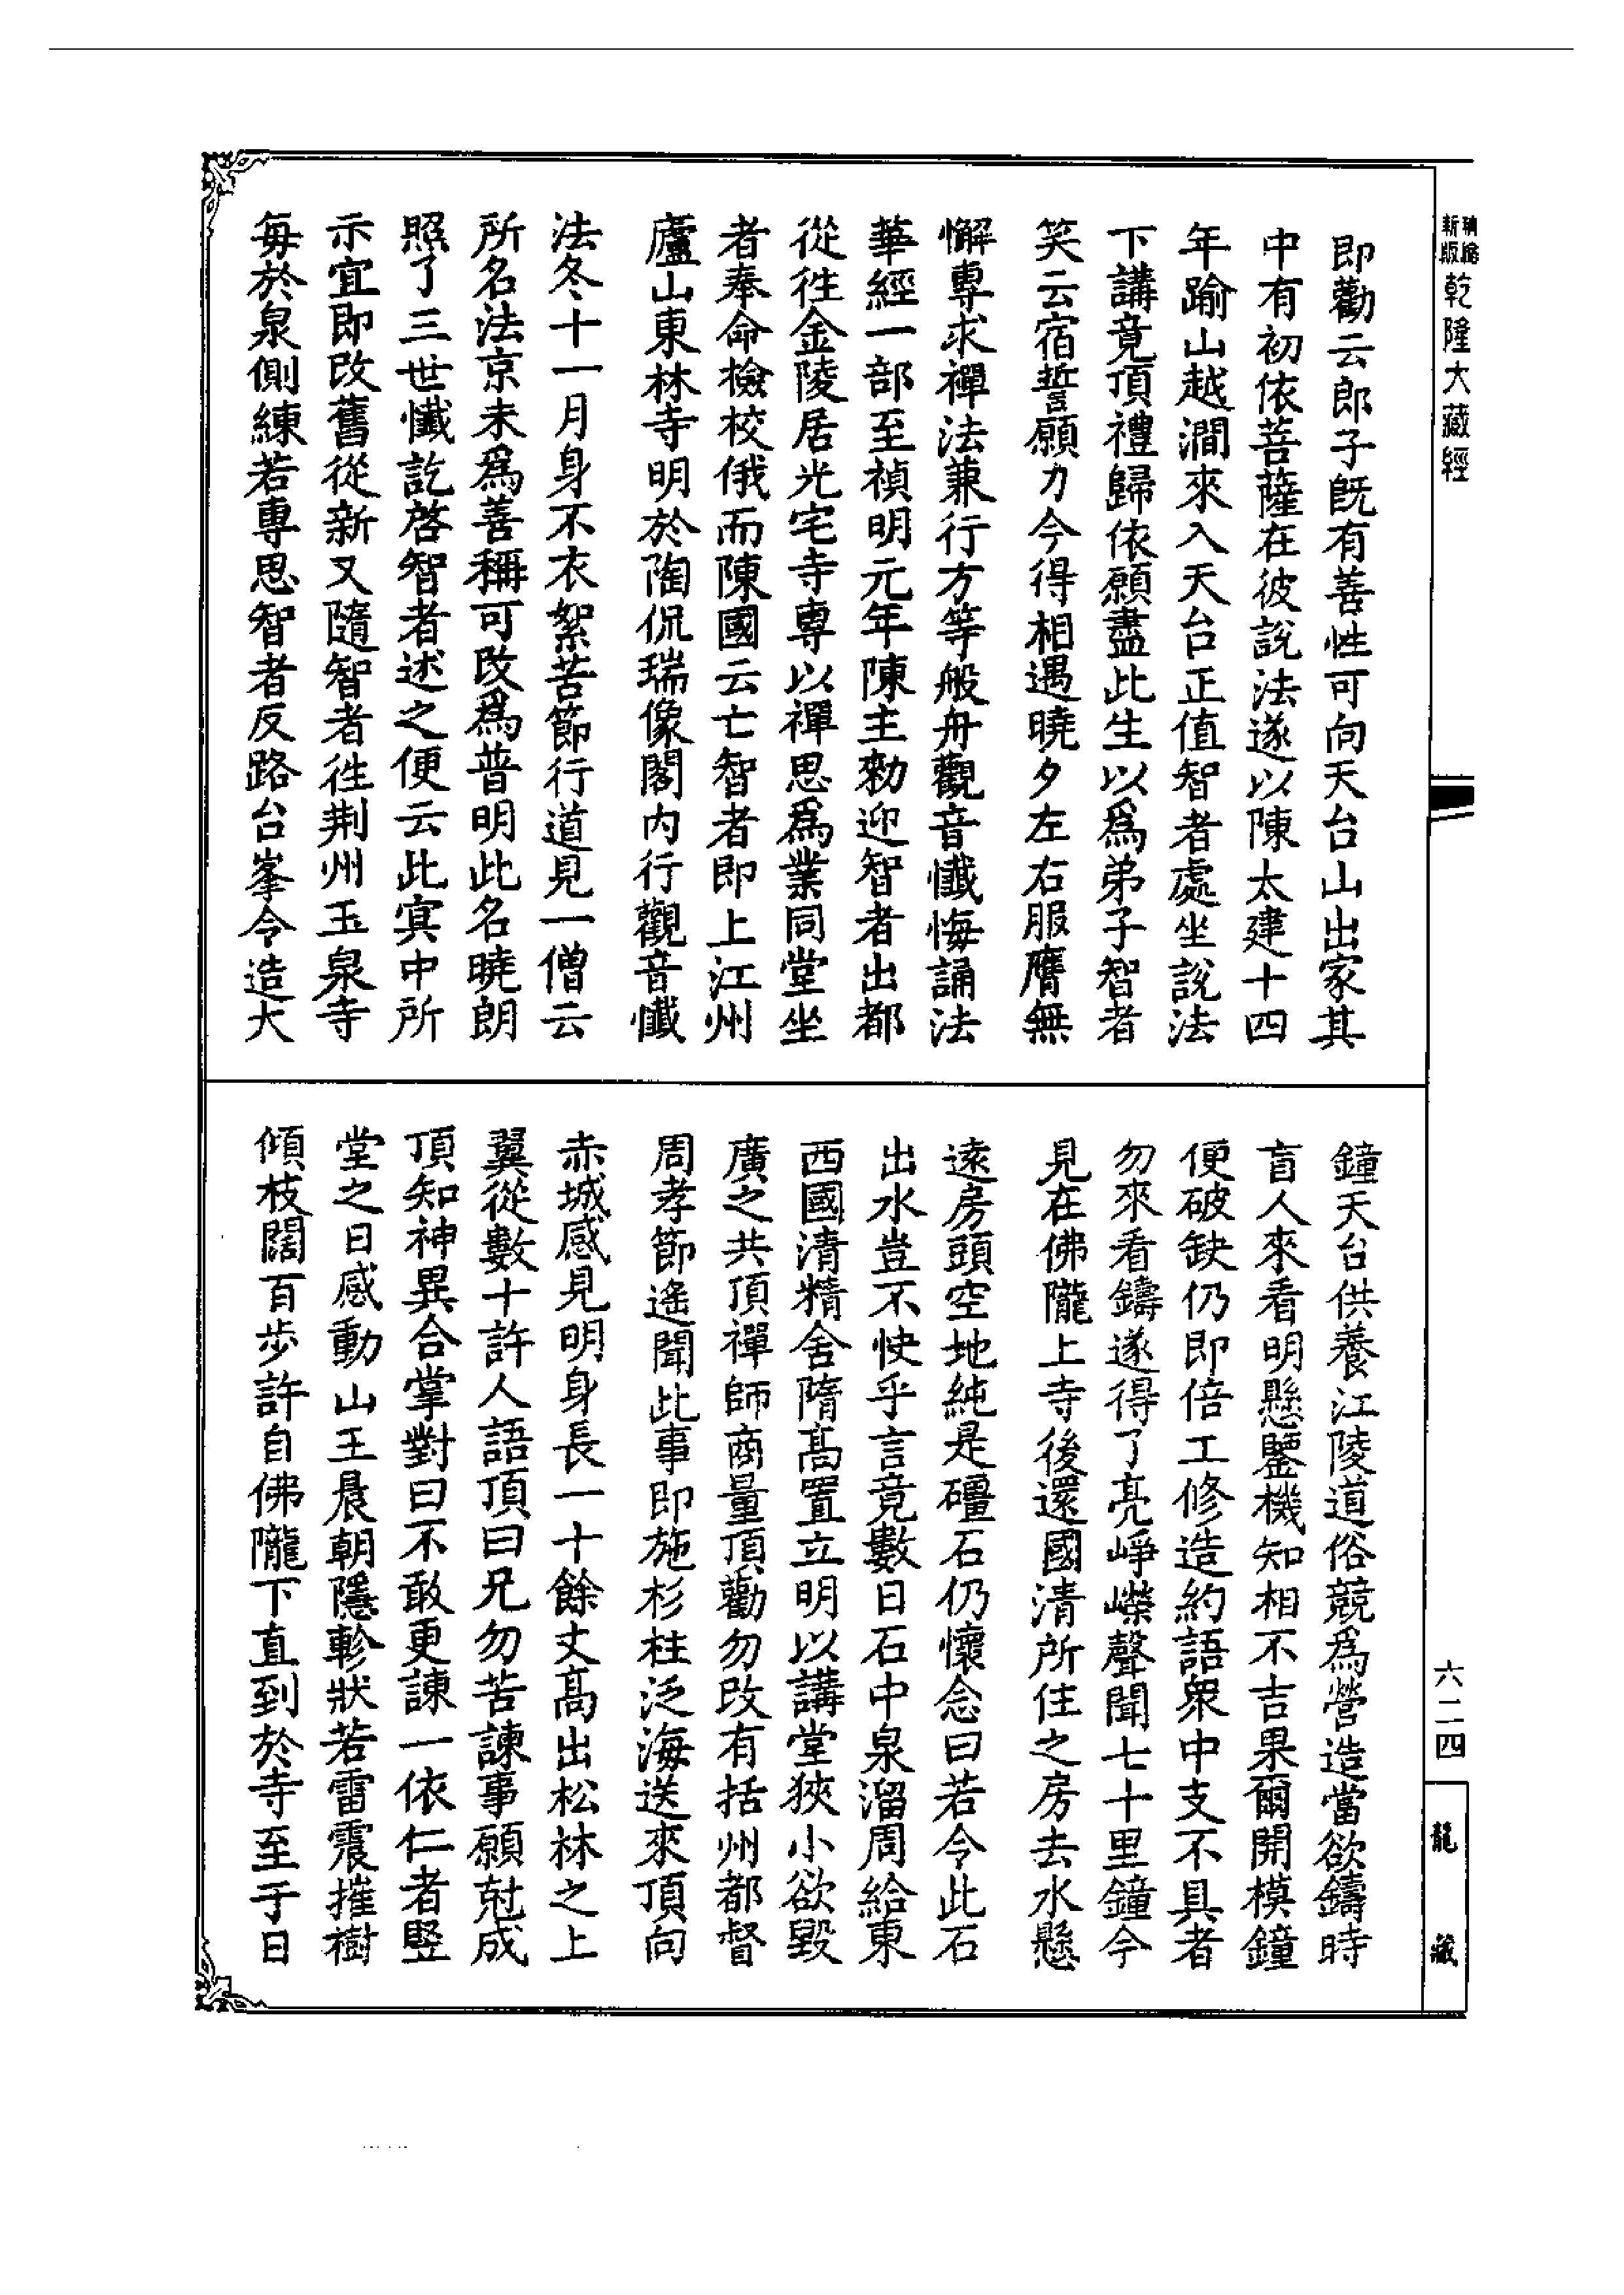 新版
精縮
乾隆大藏經
即勸云郎子旣有善性可向天台山出家其
中有初依菩薩在彼說法遂以陳太建十四
年踰山越澗來入天台正值智者處坐說法
下講竟頂禮歸依願盡此生以爲弟子智者
笑云宿誓願力今得相遇曉夕左右服膺無
懈專求禪法兼行方等般舟觀音懺悔誦法
華經一部至禎明元年陳主勑迎智者出都
從徃金陵居光宅寺專以禪思爲業同堂坐
者奉命檢校俄而陳國云亡智者即上江州
廬山東林寺明於陶侃瑞像閣内行觀音懺
法冬十一月身不衣絮苦節行道見一僧云
所名法京未爲善稱可改爲普明此名曉朗
照了三世懺訖啓智者述之便云此寘中所
示宜即改舊從新又隨智者徃荆州玉泉寺
每於泉側練若專思智者反路台峯令造大
鐘天台供養江陵道俗競爲營造當欲鑄時
盲人來看明懸鑒機知相不吉果爾開模鐘
便破缺仍即倍工修造約語衆中支不具者
勿來看鑄遂得了亮崢嶸聲聞七十里鐘今
見在佛隴上寺後還國清所住之房去水懸
遠房頭空地純是礓石仍懷念曰若令此石
出水豈不快乎言竟數日石中泉溜周給東
西國清精舍隋髙置立明以講堂狹小欲毀
廣之共頂禪師商量頂勸勿改有括州都督
周孝節遙聞此事即施杉柱泛海送來頂向
赤城感見明身長一十餘丈髙出松林之上
翼從數十許人語頂曰兄勿苦諫事願尅成
頂知神異合掌對曰不敢更諫一依仁者竪
堂之日感動山王晨朝隱軫狀若雷震摧樹
傾枝闊百步許自佛隴下直到於寺至于日
六二四
龍藏